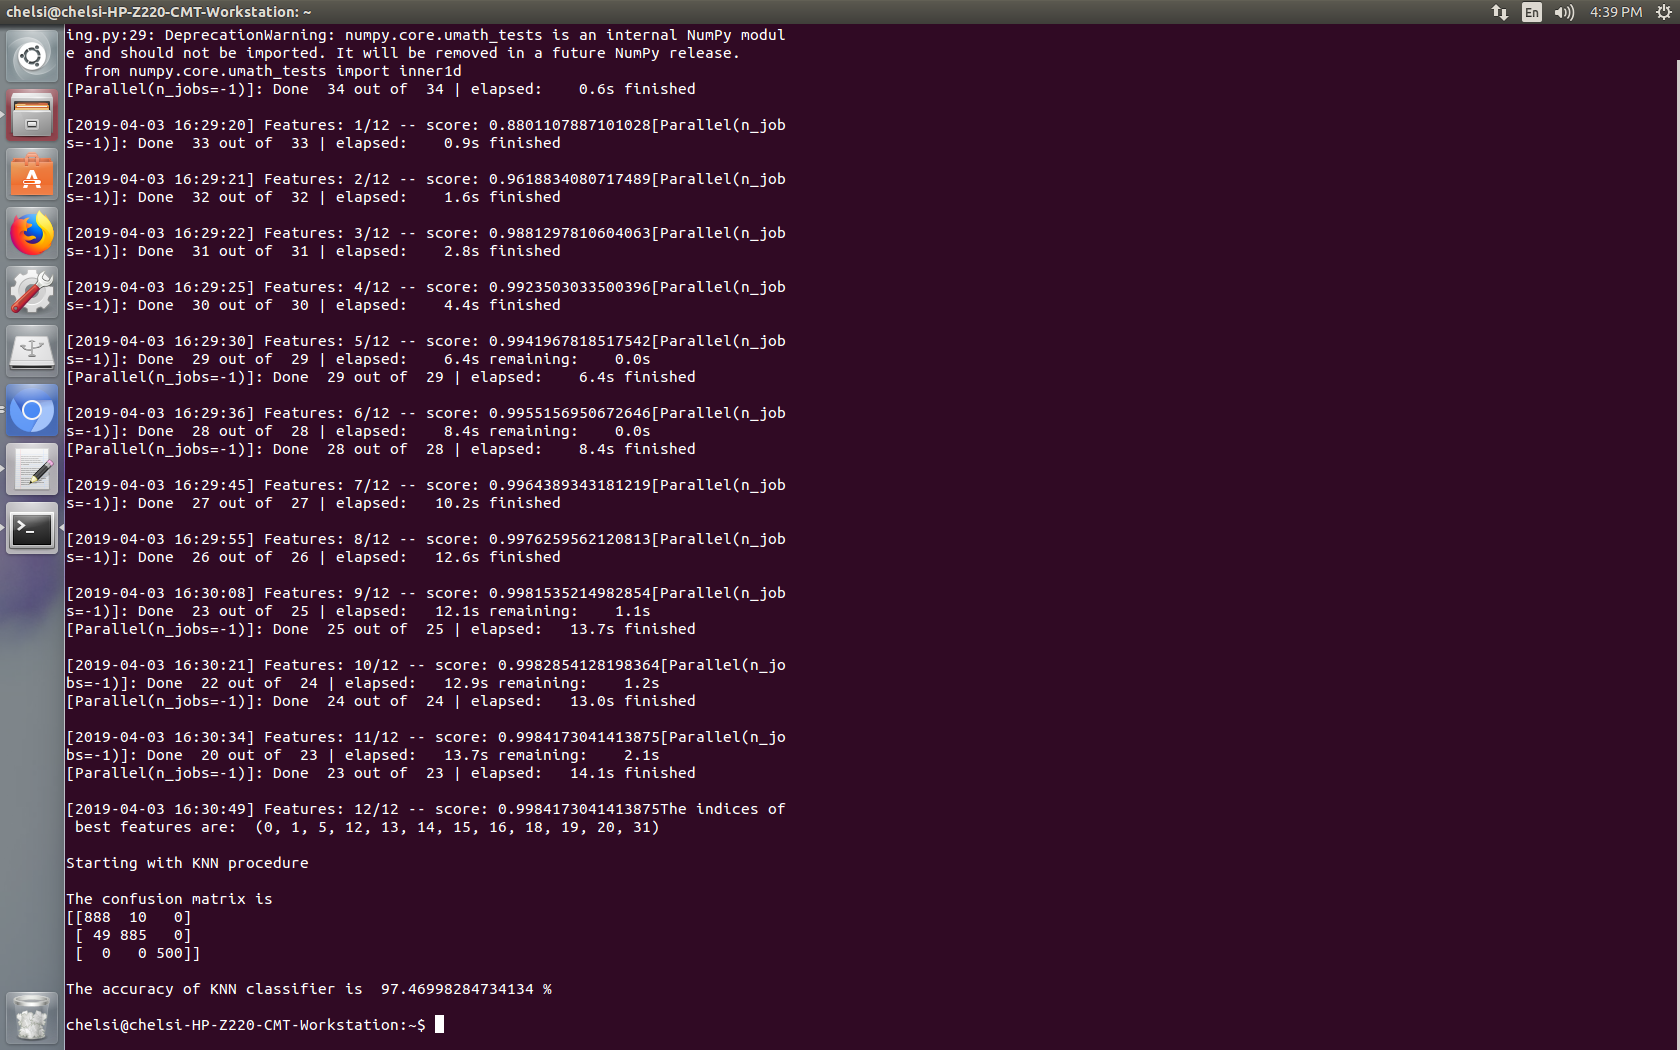 chelsi@chelsi-HP-Z220-CMT-Workstation: ~
En
4:39 PM
ing.py:29: DeprecationWarning: numpy.core.umath_tests is an internal NumPy modul
e and should not be imported. It will be removed in a future NumPy release.
  from numpy.core.umath_tests import inner1d
[Parallel(n_jobs=-1)]: Done  34 out of  34 | elapsed:    0.6s finished
[2019-04-03 16:29:20] Features: 1/12 -- score: 0.8801107887101028[Parallel(n_job
s=-1)]: Done  33 out of  33 | elapsed:    0.9s finished
[2019-04-03 16:29:21] Features: 2/12 -- score: 0.9618834080717489[Parallel(n_job
s=-1)]: Done  32 out of  32 | elapsed:    1.6s finished
[2019-04-03 16:29:22] Features: 3/12 -- score: 0.9881297810604063[Parallel(n_job
s=-1)]: Done  31 out of  31 | elapsed:    2.8s finished
[2019-04-03 16:29:25] Features: 4/12 -- score: 0.9923503033500396[Parallel(n_job
s=-1)]: Done  30 out of  30 | elapsed:    4.4s finished
[2019-04-03 16:29:30] Features: 5/12 -- score: 0.9941967818517542[Parallel(n_job
s=-1)]: Done  29 out of  29 | elapsed:    6.4s remaining:    0.0s
[Parallel(n_jobs=-1)]: Done  29 out of  29 | elapsed:    6.4s finished
[2019-04-03 16:29:36] Features: 6/12 -- score: 0.9955156950672646[Parallel(n_job
s=-1)]: Done  28 out of  28 | elapsed:    8.4s remaining:    0.0s
[Parallel(n_jobs=-1)]: Done  28 out of  28 | elapsed:    8.4s finished
[2019-04-03 16:29:45] Features: 7/12 -- score: 0.9964389343181219[Parallel(n_job
s=-1)]: Done  27 out of  27 | elapsed:   10.2s finished
[2019-04-03 16:29:55] Features: 8/12 -- score: 0.9976259562120813[Parallel(n_job
s=-1)]: Done  26 out of  26 | elapsed:   12.6s finished
[2019-04-03 16:30:08] Features: 9/12 -- score: 0.9981535214982854[Parallel(n_job
s=-1)]: Done  23 out of  25 | elapsed:   12.1s remaining:    1.1s
[Parallel(n_jobs=-1)]: Done  25 out of  25 | elapsed:   13.7s finished
[2019-04-03 16:30:21] Features: 10/12 -- score: 0.9982854128198364[Parallel(n_jo
bs=-1)]: Done  22 out of  24 | elapsed:   12.9s remaining:    1.2s
[Parallel(n_jobs=-1)]: Done  24 out of  24 | elapsed:   13.0s finished
[2019-04-03 16:30:34] Features: 11/12 -- score: 0.9984173041413875[Parallel(n_jo
bs=-1)]: Done  20 out of  23 | elapsed:   13.7s remaining:    2.1s
[Parallel(n_jobs=-1)]: Done  23 out of  23 | elapsed:   14.1s finished
[2019-04-03 16:30:49] Features: 12/12 -- score: 0.9984173041413875The indices of
 best features are:  (0, 1, 5, 12, 13, 14, 15, 16, 18, 19, 20, 31)
Starting with KNN procedure
The confusion matrix is
[[888  10   0]
 [ 49 885   0]
 [  0   0 500]]
The accuracy of KNN classifier is  97.46998284734134 %
chelsi@chelsi-HP-Z220-CMT-Workstation:~$